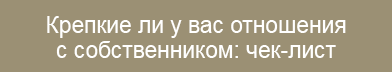 Крепкие ли у вас отношения
с собственником: чек-лист